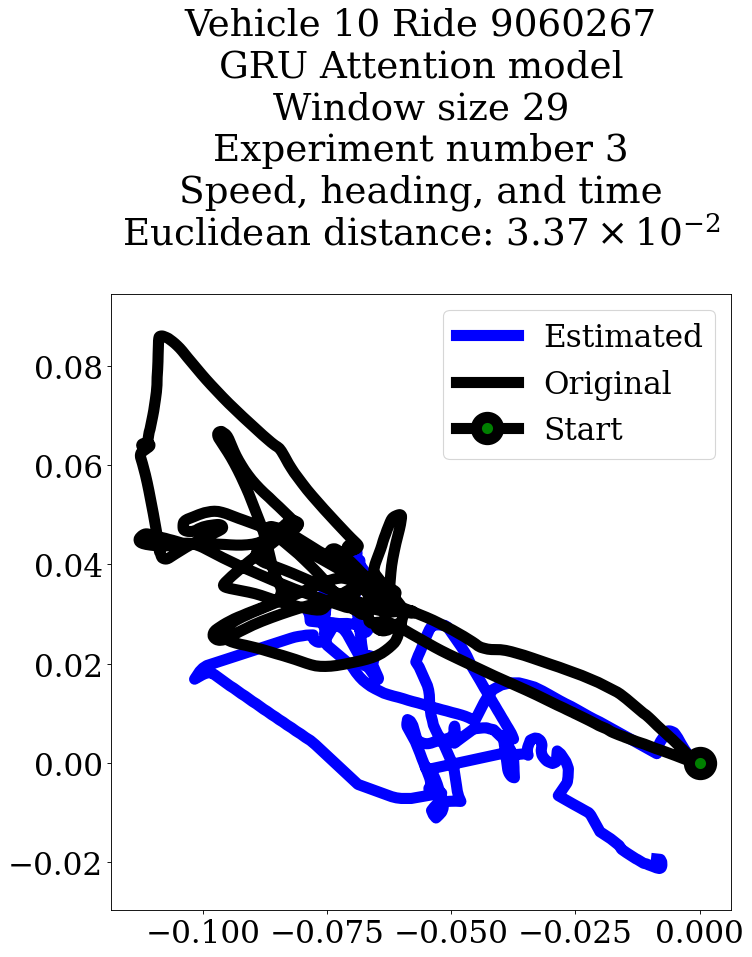 Vehicle 10 Ride 9060267
GRU Attention model
Window size 29
Experiment number 3
Speed, heading, and time
Euclidean distance: 3.37 × 10⁻²
Estimated
Original
Start
0.08
0.06
0.04
0.02
0.00
−0.02
−0.100 −0.075 −0.050 −0.025 0.000